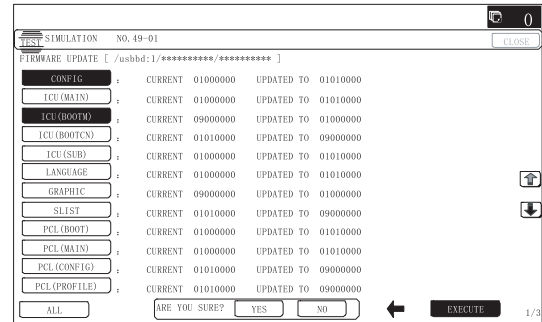 0
TEST SIMULATION NO.49-01 CLOSE
FIRMWARE UPDATE [ /usbbd:1/**********/********** ]
CONFIG : CURRENT 01000000 UPDATED TO 01010000
ICU(MAIN) : CURRENT 01000000 UPDATED TO 01010000
ICU(BOOTM) : CURRENT 09000000 UPDATED TO 01000000
ICU(BOOTCN) : CURRENT 01010000 UPDATED TO 09000000
ICU(SUB) : CURRENT 01000000 UPDATED TO 01010000
LANGUAGE : CURRENT 01000000 UPDATED TO 01010000
GRAPHIC : CURRENT 09000000 UPDATED TO 01000000
SLIST : CURRENT 01010000 UPDATED TO 09000000
PCL(BOOT) : CURRENT 01000000 UPDATED TO 01010000
PCL(MAIN) : CURRENT 01000000 UPDATED TO 01010000
PCL(CONFIG) : CURRENT 01010000 UPDATED TO 09000000
PCL(PROFILE) : CURRENT 01010000 UPDATED TO 09000000
ALL ARE YOU SURE? YES NO EXECUTE 1/3